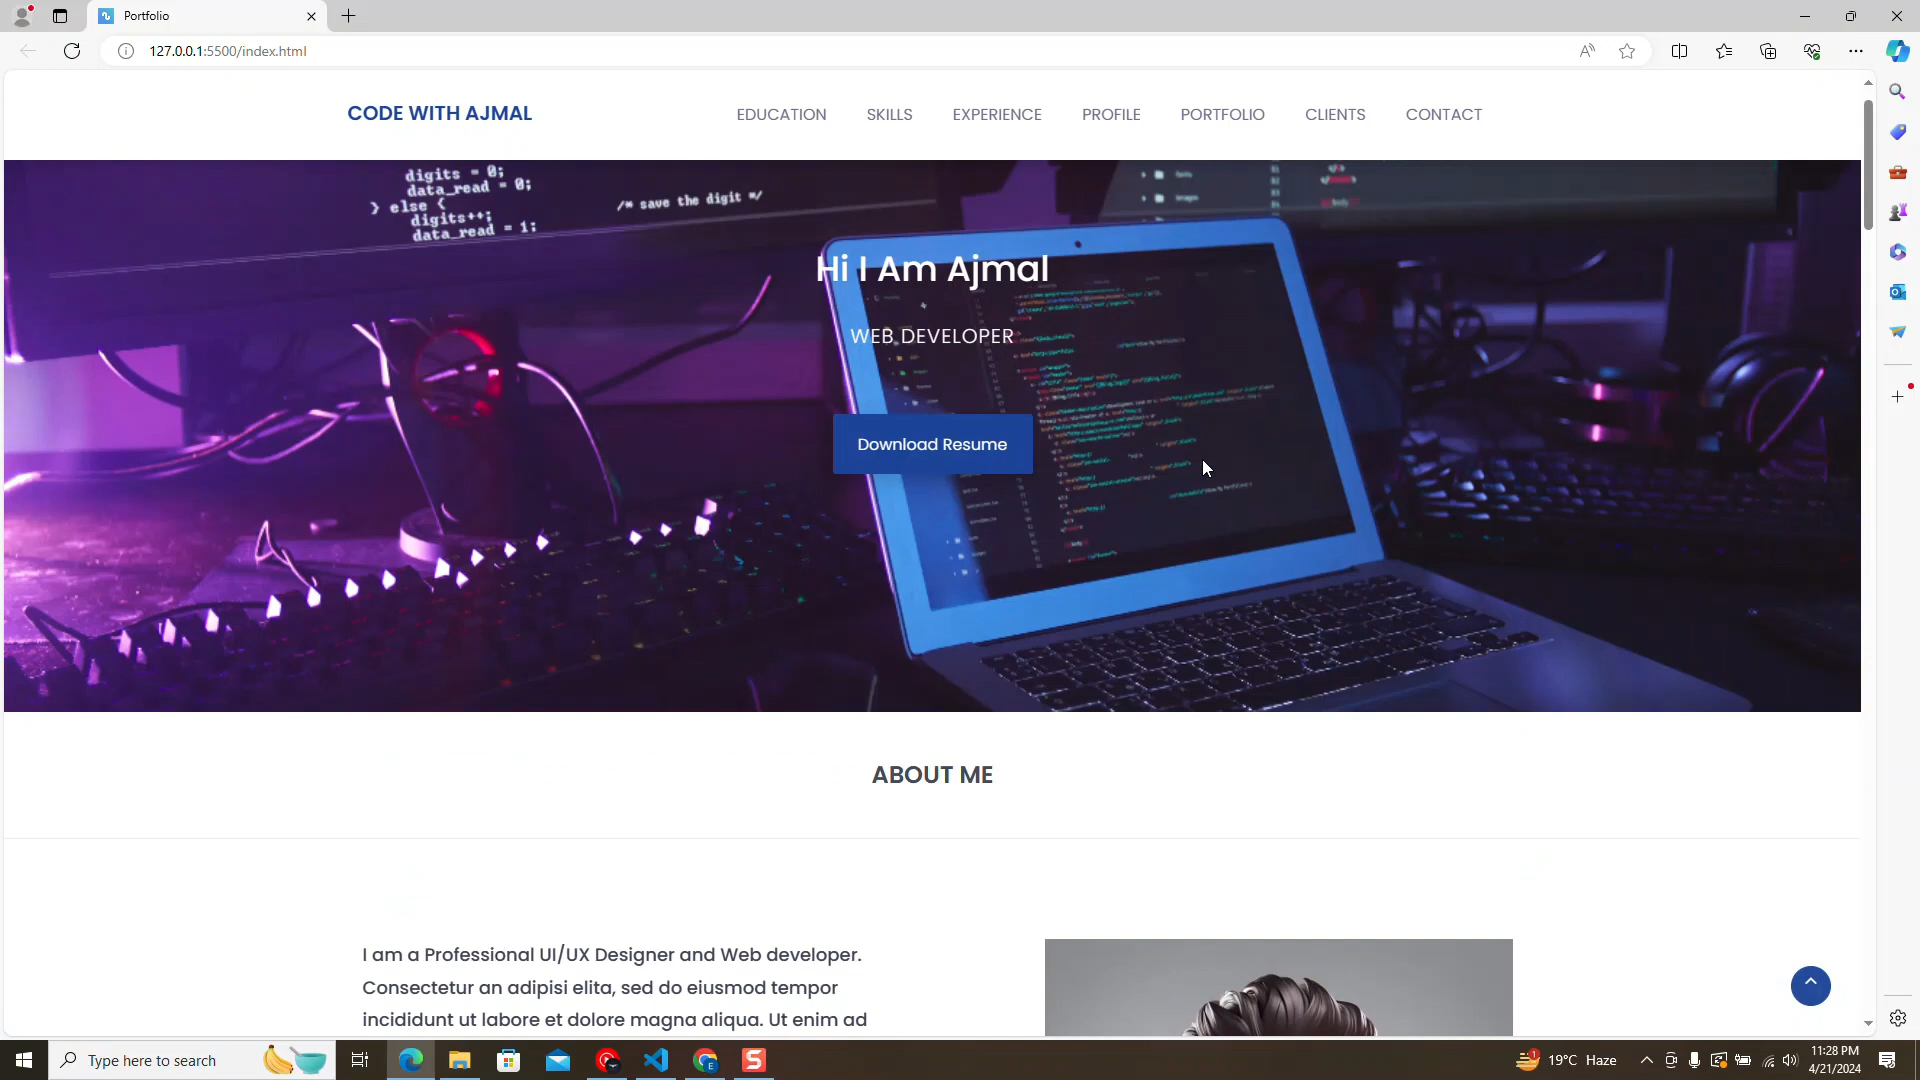 Portfolio
127.0.0.1:5500/index.html
CODE WITH AJMAL
EDUCATION SKILLS EXPERIENCE PROFILE PORTFOLIO CLIENTS CONTACT
digits = 0;
data_read = 0;
} else {
digits++; /* save the digit */
data_read = 1;
Hi I Am Ajmal
WEB DEVELOPER
Download Resume
ABOUT ME
I am a Professional UI/UX Designer and Web developer.
Consectetur an adipisi elita, sed do eiusmod tempor
incididunt ut labore et dolore magna aliqua. Ut enim ad
Type here to search
19°C Haze
11:28 PM
4/21/2024